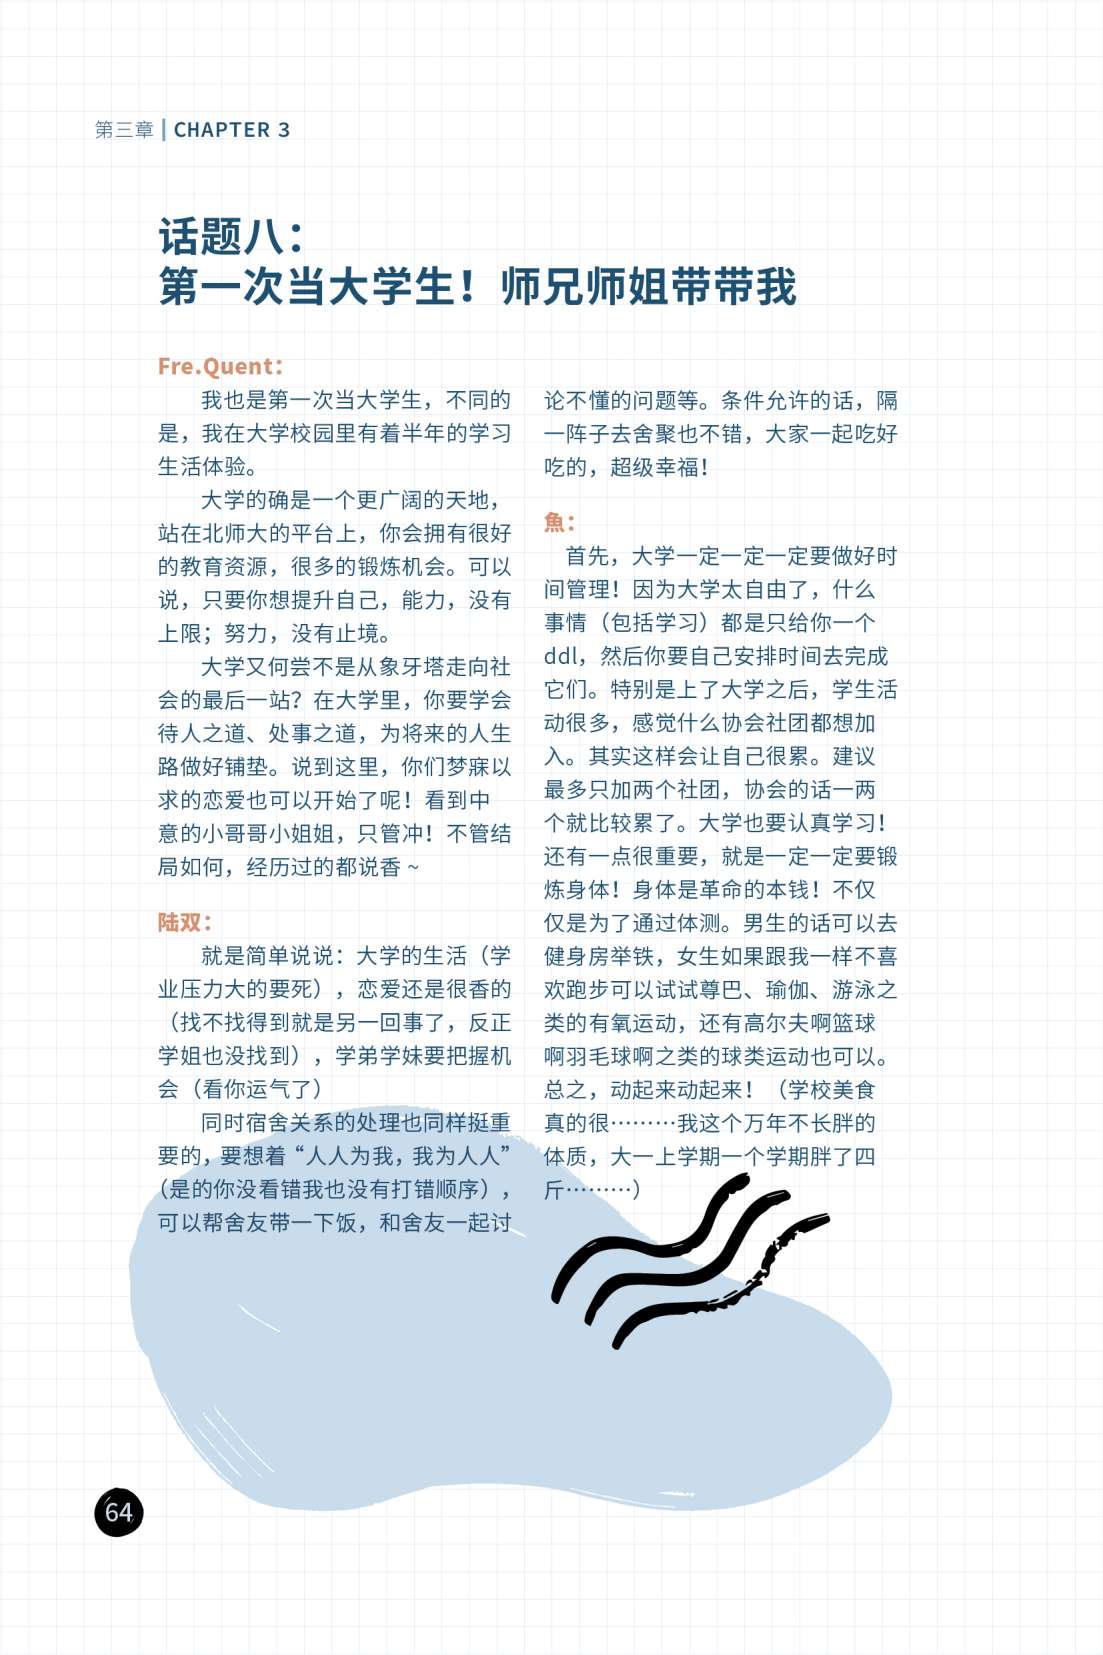 第三章 | CHAPTER 3
话题八：
第一次当大学生！师兄师姐带带我
Fre.Quent：
我也是第一次当大学生，不同的
是，我在大学校园里有着半年的学习
生活体验。
大学的确是一个更广阔的天地，
站在北师大的平台上，你会拥有很好
的教育资源，很多的锻炼机会。可以
说，只要你想提升自己，能力，没有
上限；努力，没有止境。
大学又何尝不是从象牙塔走向社
会的最后一站？在大学里，你要学会
待人之道、处事之道，为将来的人生
路做好铺垫。说到这里，你们梦寐以
求的恋爱也可以开始了呢！看到中
意的小哥哥小姐姐，只管冲！不管结
局如何，经历过的都说香 ~
陆双：
就是简单说说：大学的生活（学
业压力大的要死），恋爱还是很香的
（找不找得到就是另一回事了，反正
学姐也没找到），学弟学妹要把握机
会（看你运气了）
同时宿舍关系的处理也同样挺重
要的，要想着“人人为我，我为人人”
（是的你没看错我也没有打错顺序），
可以帮舍友带一下饭，和舍友一起讨
论不懂的问题等。条件允许的话，隔
一阵子去舍聚也不错，大家一起吃好
吃的，超级幸福！
魚：
首先，大学一定一定一定要做好时
间管理！因为大学太自由了，什么
事情（包括学习）都是只给你一个
ddl，然后你要自己安排时间去完成
它们。特别是上了大学之后，学生活
动很多，感觉什么协会社团都想加
入。其实这样会让自己很累。建议
最多只加两个社团，协会的话一两
个就比较累了。大学也要认真学习！
还有一点很重要，就是一定一定要锻
炼身体！身体是革命的本钱！不仅
仅是为了通过体测。男生的话可以去
健身房举铁，女生如果跟我一样不喜
欢跑步可以试试尊巴、瑜伽、游泳之
类的有氧运动，还有高尔夫啊篮球
啊羽毛球啊之类的球类运动也可以。
总之，动起来动起来！（学校美食
真的很………我这个万年不长胖的
体质，大一上学期一个学期胖了四
斤………）
64